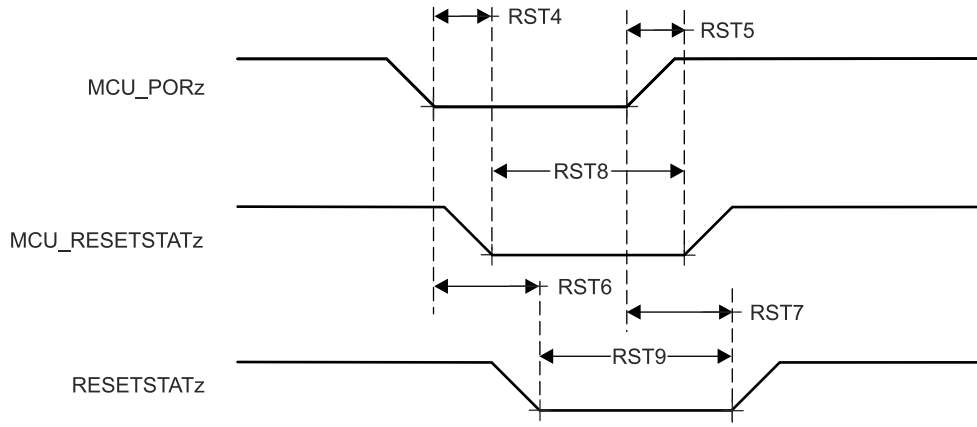 RST4
RST5
MCU_PORz
RST8
MCU_RESETSTATz
RST6
RST7
RST9
RESETSTATz